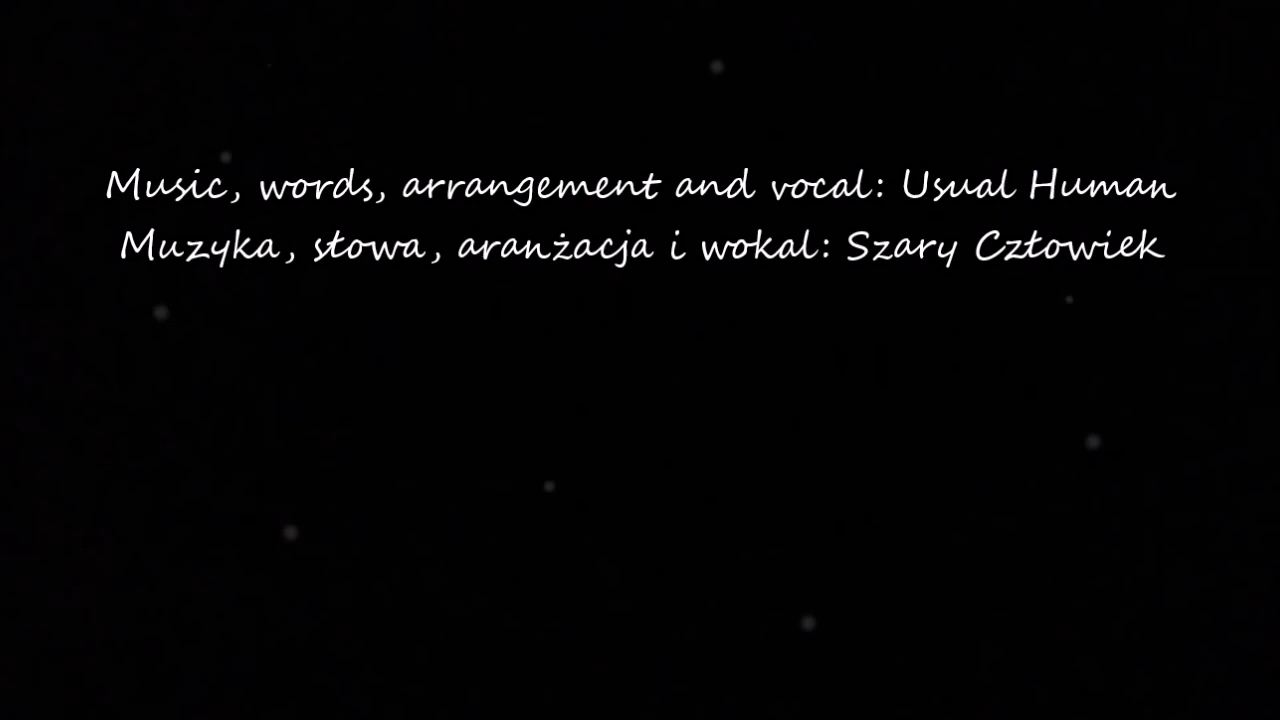 Music, words, arrangement and vocal: Usual Human
Muzyka, słowa, aranżacja i wokal: Szary Człowiek